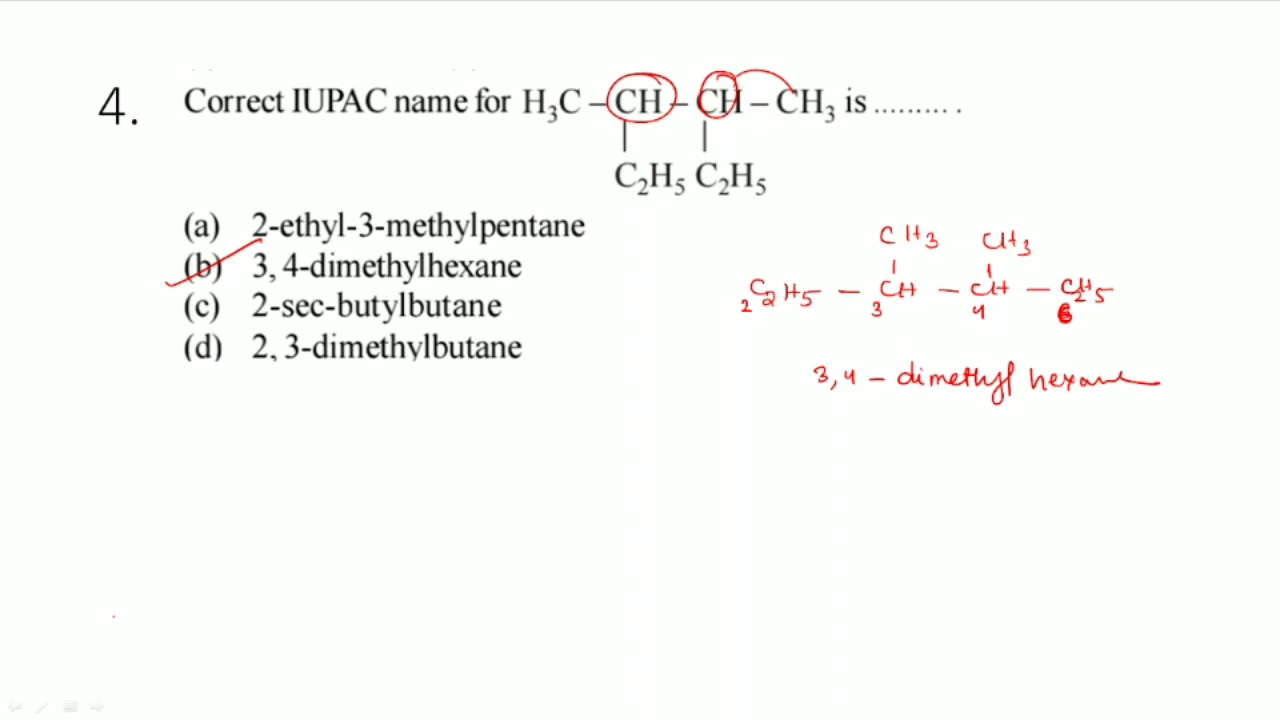 4. Correct IUPAC name for H₃C – CH – CH – CH₃ is .......... .
| |
C₂H₅ C₂H₅
(a) 2-ethyl-3-methylpentane
(b) 3, 4-dimethylhexane
(c) 2-sec-butylbutane
(d) 2, 3-dimethylbutane
CH₃ CH₃
| |
C₂H₅ – CH – CH – C₂H₅
2 3 4 6
3,4 – dimethyl hexane